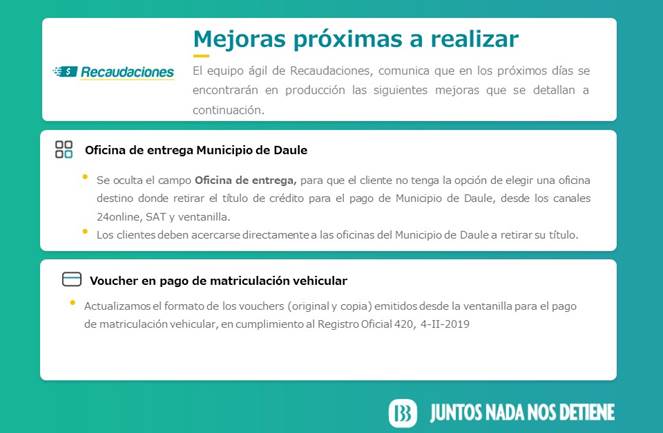 Mejoras próximas a realizar
Recaudaciones
El equipo ágil de Recaudaciones, comunica que en los próximos días se
encontrarán en producción las siguientes mejoras que se detallan a
continuación.
Oficina de entrega Municipio de Daule
Se oculta el campo Oficina de entrega, para que el cliente no tenga la opción de elegir una oficina
destino donde retirar el título de crédito para el pago de Municipio de Daule, desde los canales
24online, SAT y ventanilla.
Los clientes deben acercarse directamente a las oficinas del Municipio de Daule a retirar su título.
Voucher en pago de matriculación vehicular
Actualizamos el formato de los vouchers (original y copia) emitidos desde la ventanilla para el pago
de matriculación vehicular, en cumplimiento al Registro Oficial 420, 4-II-2019
JUNTOS NADA NOS DETIENE